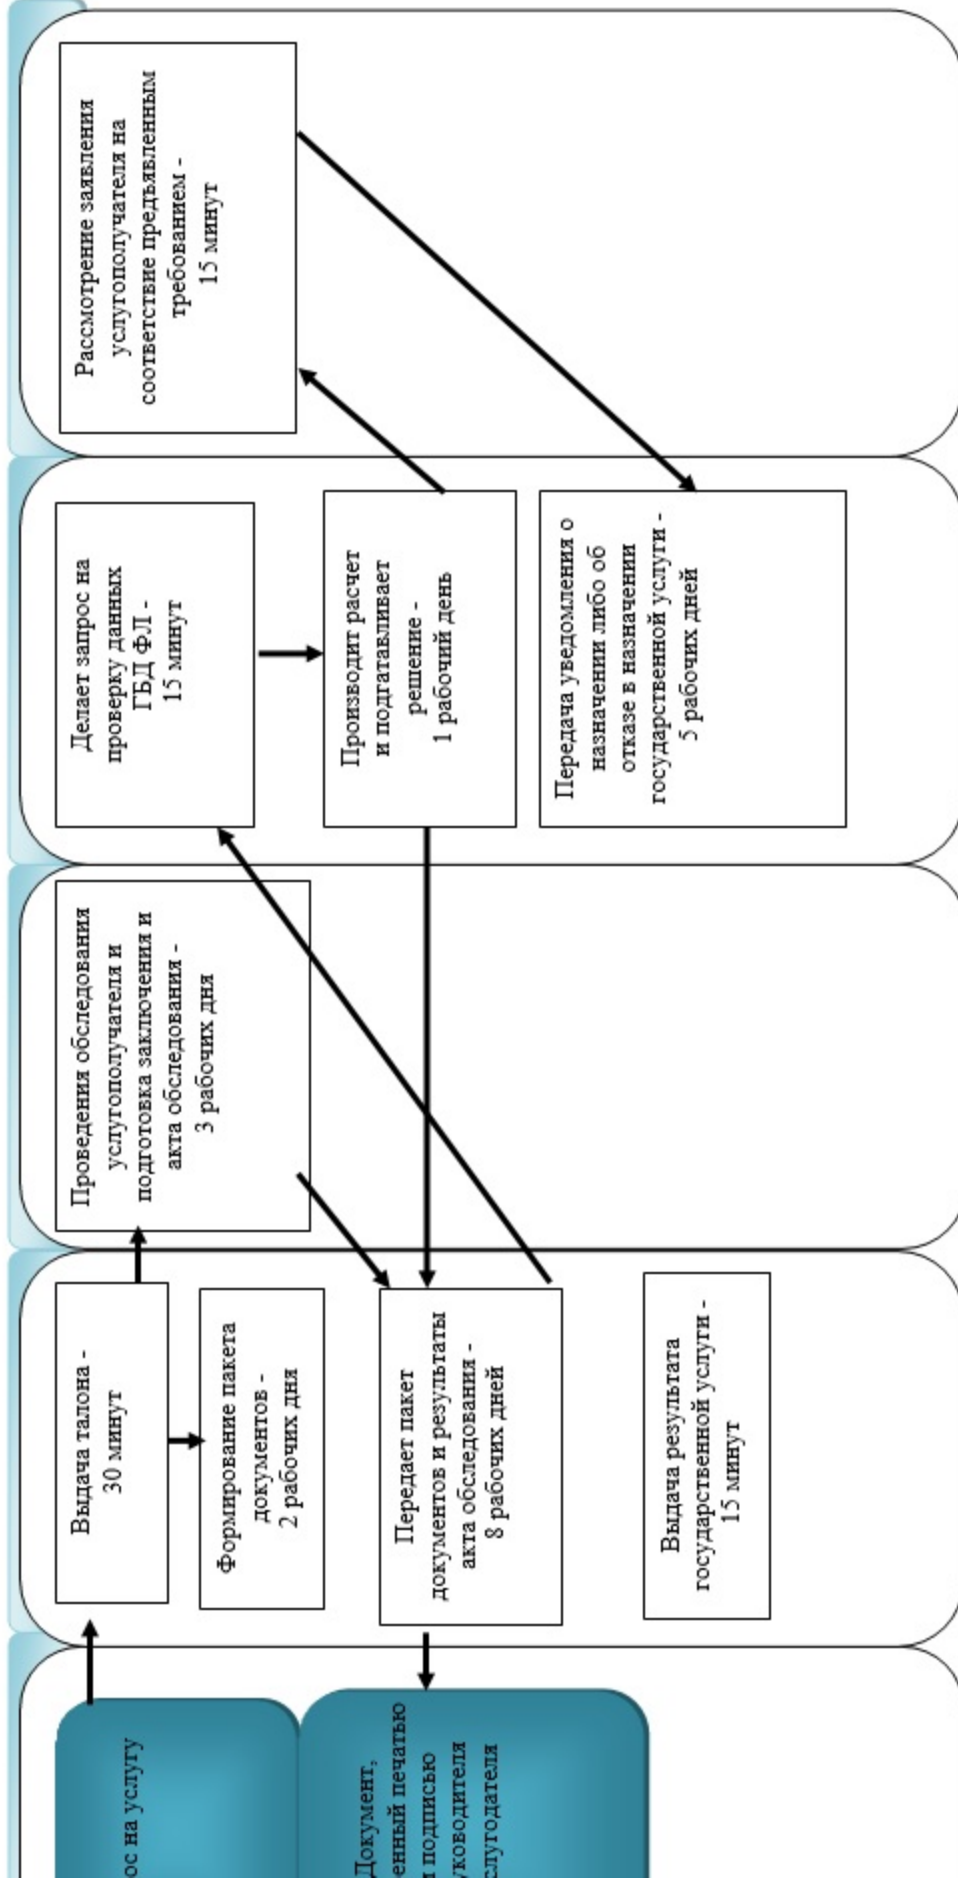 ос на услугу
Документ,
енный печатью
и подписью
уководителя
слугодателя
Выдача талона -
30 минут
Формирование пакета
документов -
2 рабочих дня
Передает пакет
документов и результаты
акта обследования -
8 рабочих дней
Выдача результата
государственной услуги -
15 минут
Проведения обследования
услугополучателя и
подготовка заключения и
акта обследования -
3 рабочих дня
Делает запрос на
проверку данных
ГБД ФЛ -
15 минут
Производит расчет
и подгатавливает
решение -
1 рабочий день
Передача уведомления о
назначении либо об
отказе в назначении
государственной услуги -
5 рабочих дней
Рассмотрение заявления
услугополучателя на
соответствие предъявленным
требованием -
15 минут